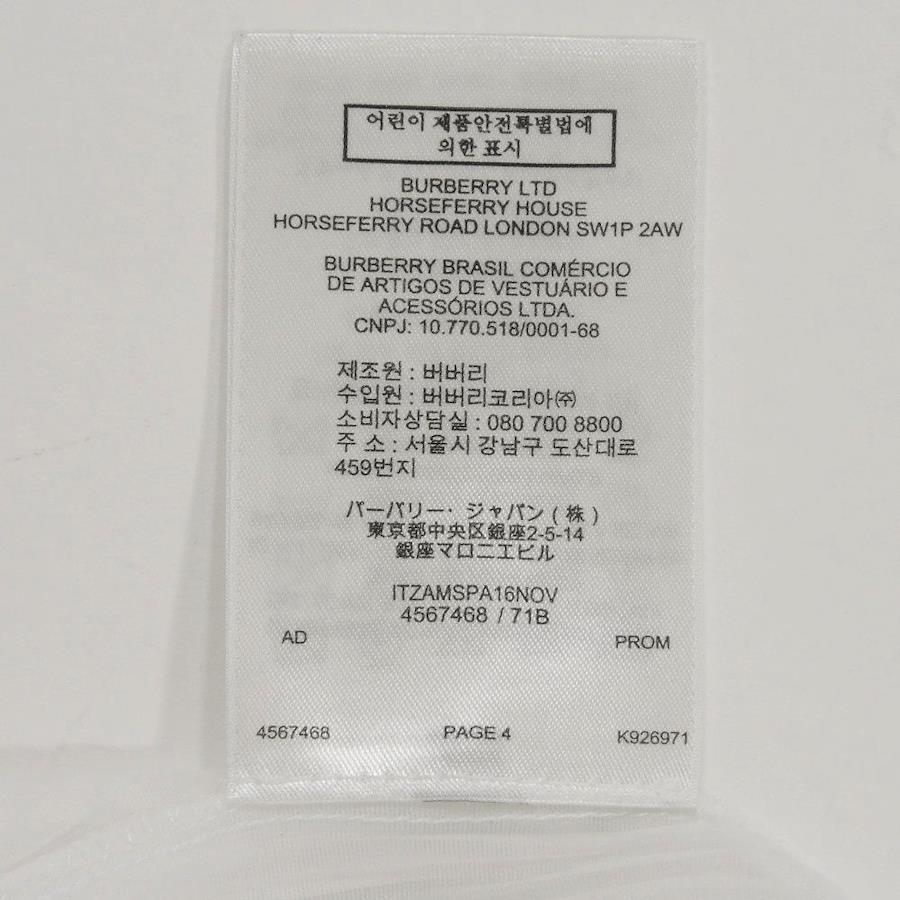 어린이 제품안전특별법에
의한 표시
BURBERRY LTD
HORSEFERRY HOUSE
HORSEFERRY ROAD LONDON SW1P 2AW
BURBERRY BRASIL COMÉRCIO
DE ARTIGOS DE VESTUÁRIO E
ACESSÓRIOS LTDA.
CNPJ: 10.770.518/0001-68
제조원 : 버버리
수입원 : 버버리코리아㈜
소비자상담실 : 080 700 8800
주 소 : 서울시 강남구 도산대로
459번지
バーバリー・ジャパン ( 株 )
東京都中央区銀座2-5-14
銀座マロニエビル
ITZAMSPA16NOV
4567468 / 71B
AD PROM
4567468 PAGE 4 K926971